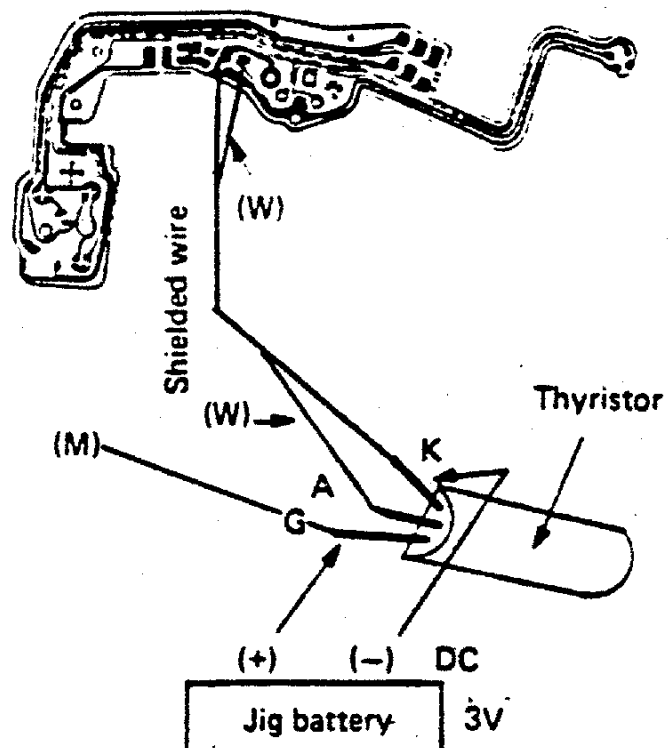 (W)
Shielded wire
(W)
Thyristor
(M)
K
A
G
(+)
(−)
DC
Jig battery
3V